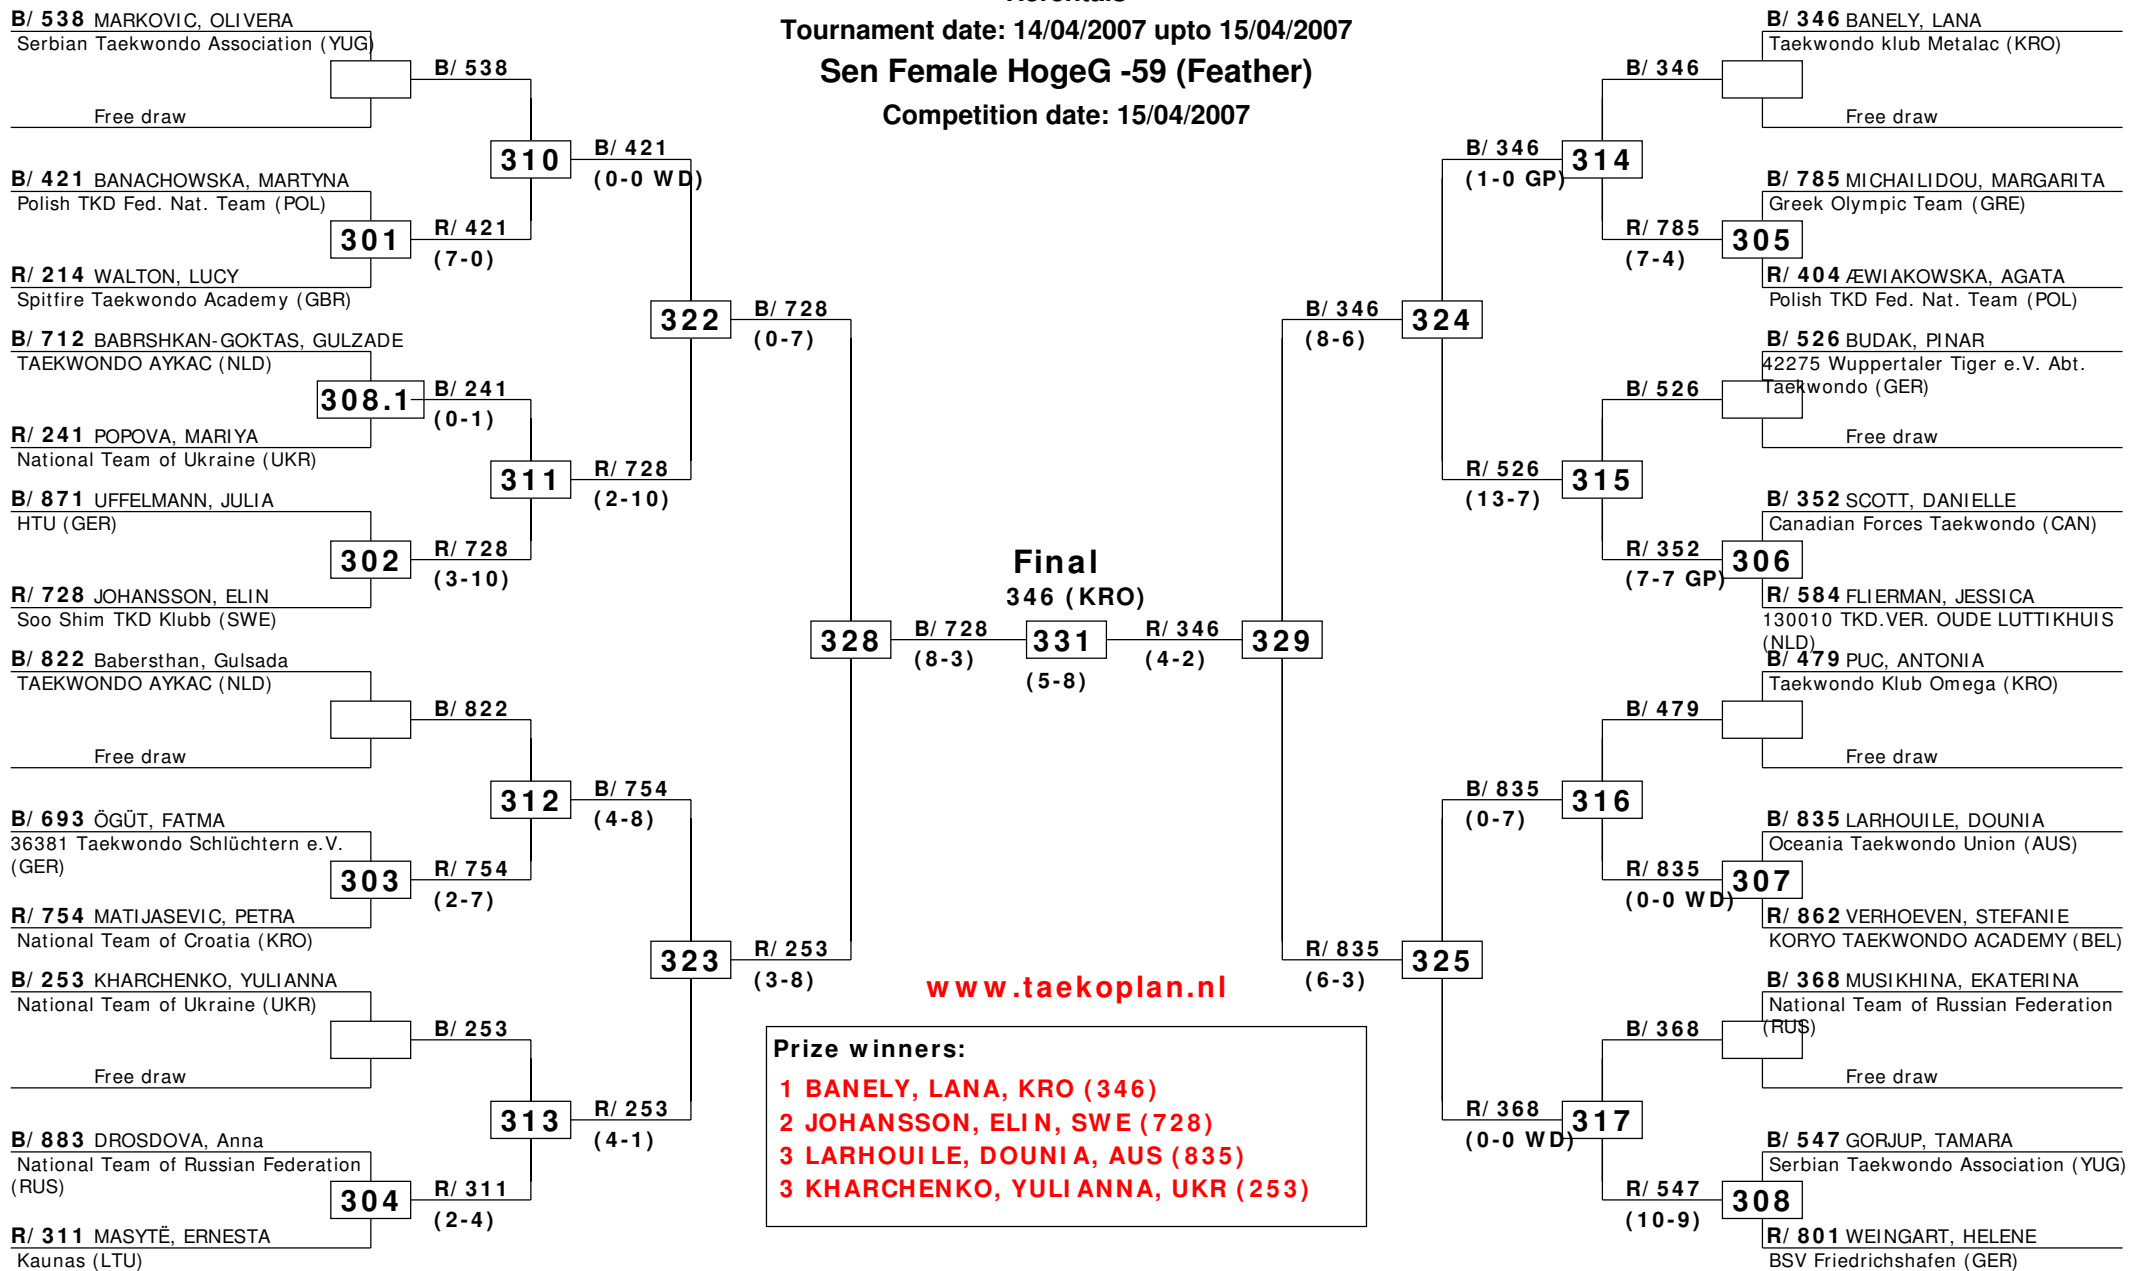 Tournament date: 14/04/2007 upto 15/04/2007
Sen Female HogeG -59 (Feather)
Competition date: 15/04/2007
B/ 538 MARKOVIC, OLIVERA
Serbian Taekwondo Association (YUG)
B/ 538
Free draw
310
B/ 421
(0-0 WD)
B/ 421 BANACHOWSKA, MARTYNA
Polish TKD Fed. Nat. Team (POL)
301
R/ 421
(7-0)
R/ 214 WALTON, LUCY
Spitfire Taekwondo Academy (GBR)
322
B/ 728
(0-7)
B/ 712 BABRSHKAN-GOKTAS, GULZADE
TAEKWONDO AYKAC (NLD)
308.1
B/ 241
(0-1)
R/ 241 POPOVA, MARIYA
National Team of Ukraine (UKR)
311
R/ 728
(2-10)
B/ 871 UFFELMANN, JULIA
HTU (GER)
302
R/ 728
(3-10)
R/ 728 JOHANSSON, ELIN
Soo Shim TKD Klubb (SWE)
328
B/ 728
(8-3)
B/ 822 Babersthan, Gulsada
TAEKWONDO AYKAC (NLD)
B/ 822
Free draw
312
B/ 754
(4-8)
B/ 693 ÖGÜT, FATMA
36381 Taekwondo Schlüchtern e.V.
(GER)
303
R/ 754
(2-7)
R/ 754 MATIJASEVIC, PETRA
National Team of Croatia (KRO)
323
R/ 253
(3-8)
B/ 253 KHARCHENKO, YULIANNA
National Team of Ukraine (UKR)
B/ 253
Free draw
313
R/ 253
(4-1)
B/ 883 DROSDOVA, Anna
National Team of Russian Federation
(RUS)
304
R/ 311
(2-4)
R/ 311 MASYTË, ERNESTA
Kaunas (LTU)
Final
346 (KRO)
331
(5-8)
R/ 346
(4-2)
329
www.taekoplan.nl
Prize winners:
1 BANELY, LANA, KRO (346)
2 JOHANSSON, ELIN, SWE (728)
3 LARHOUILE, DOUNIA, AUS (835)
3 KHARCHENKO, YULIANNA, UKR (253)
B/ 346 BANELY, LANA
Taekwondo klub Metalac (KRO)
B/ 346
Free draw
B/ 346
(1-0 GP)
314
B/ 785 MICHAILIDOU, MARGARITA
Greek Olympic Team (GRE)
R/ 785
(7-4)
305
R/ 404 ÆWIAKOWSKA, AGATA
Polish TKD Fed. Nat. Team (POL)
B/ 346
(8-6)
324
B/ 526 BUDAK, PINAR
42275 Wuppertaler Tiger e.V. Abt.
Taekwondo (GER)
B/ 526
Free draw
R/ 526
(13-7)
315
B/ 352 SCOTT, DANIELLE
Canadian Forces Taekwondo (CAN)
R/ 352
(7-7 GP)
306
R/ 584 FLIERMAN, JESSICA
130010 TKD.VER. OUDE LUTTIKHUIS
(NLD)
B/ 479 PUC, ANTONIA
Taekwondo Klub Omega (KRO)
B/ 479
Free draw
B/ 835
(0-7)
316
B/ 835 LARHOUILE, DOUNIA
Oceania Taekwondo Union (AUS)
R/ 835
(0-0 WD)
307
R/ 862 VERHOEVEN, STEFANIE
KORYO TAEKWONDO ACADEMY (BEL)
R/ 835
(6-3)
325
B/ 368 MUSIKHINA, EKATERINA
National Team of Russian Federation
(RUS)
B/ 368
Free draw
R/ 368
(0-0 WD)
317
B/ 547 GORJUP, TAMARA
Serbian Taekwondo Association (YUG)
R/ 547
(10-9)
308
R/ 801 WEINGART, HELENE
BSV Friedrichshafen (GER)